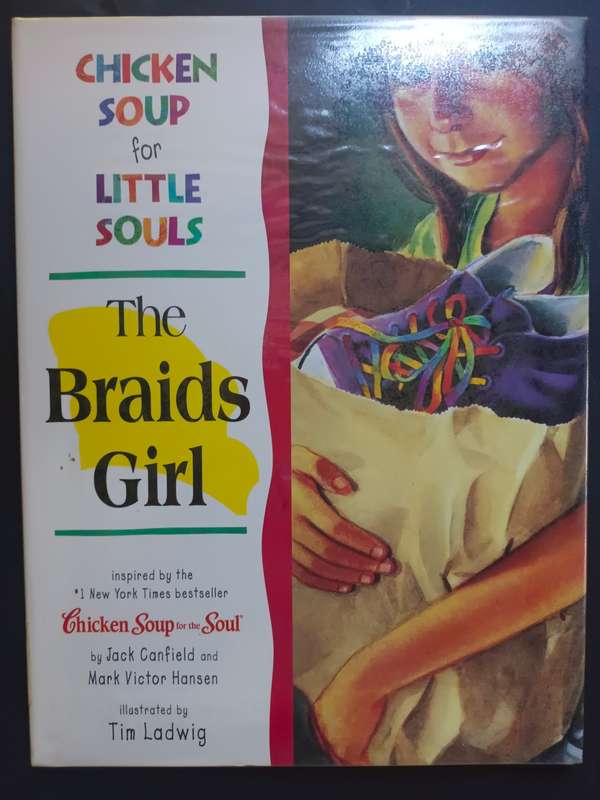 CHICKEN
SOUP
for
LITTLE
SOULS
The
Braids
Girl
inspired by the
#1 New York Times bestseller
Chicken Soup for the Soul®
by Jack Canfield and
Mark Victor Hansen
illustrated by
Tim Ladwig